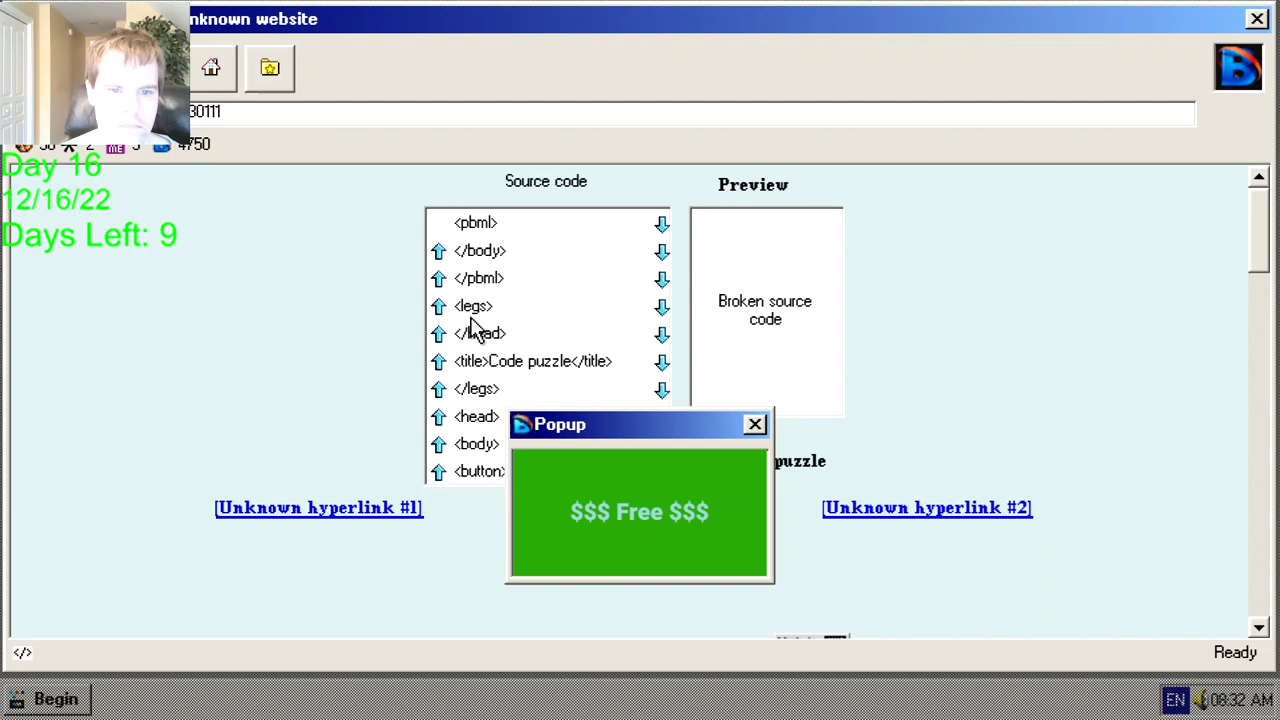 nknown website
30111
4750
Day 16
12/16/22
Days Left: 9
Source code
Preview
<pbml>
</body>
</pbml>
<legs>
</head>
<title>Code puzzle</title>
</legs>
<head>
<body>
<button>
Broken source
code
Popup
$$$ Free $$$
puzzle
[Unknown hyperlink #1]
[Unknown hyperlink #2]
</>
Ready
Begin
EN
08:32 AM